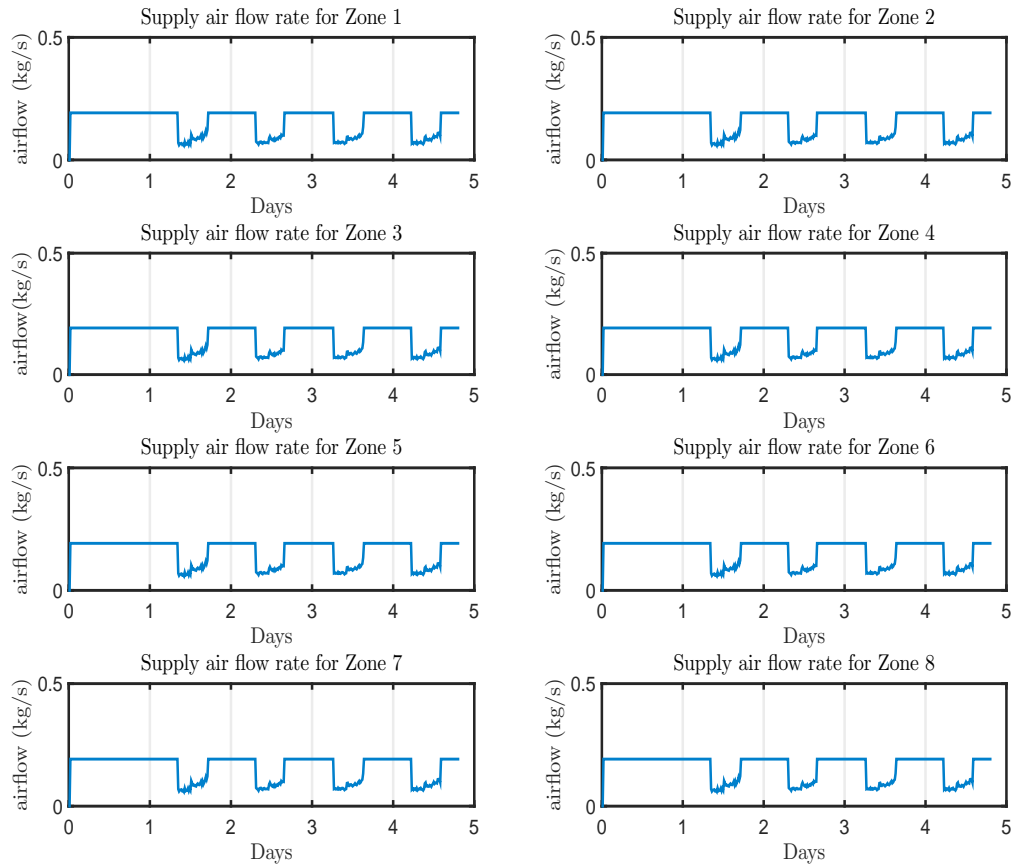 Supply air flow rate for Zone 1
airflow (kg/s)
0.5
0
0 1 2 3 4 5
Days
Supply air flow rate for Zone 2
airflow (kg/s)
0.5
0
0 1 2 3 4 5
Days
Supply air flow rate for Zone 3
airflow(kg/s)
0.5
0
0 1 2 3 4 5
Days
Supply air flow rate for Zone 4
airflow (kg/s)
0.5
0
0 1 2 3 4 5
Days
Supply air flow rate for Zone 5
airflow (kg/s)
0.5
0
0 1 2 3 4 5
Days
Supply air flow rate for Zone 6
airflow (kg/s)
0.5
0
0 1 2 3 4 5
Days
Supply air flow rate for Zone 7
airflow (kg/s)
0.5
0
0 1 2 3 4 5
Days
Supply air flow rate for Zone 8
airflow (kg/s)
0.5
0
0 1 2 3 4 5
Days